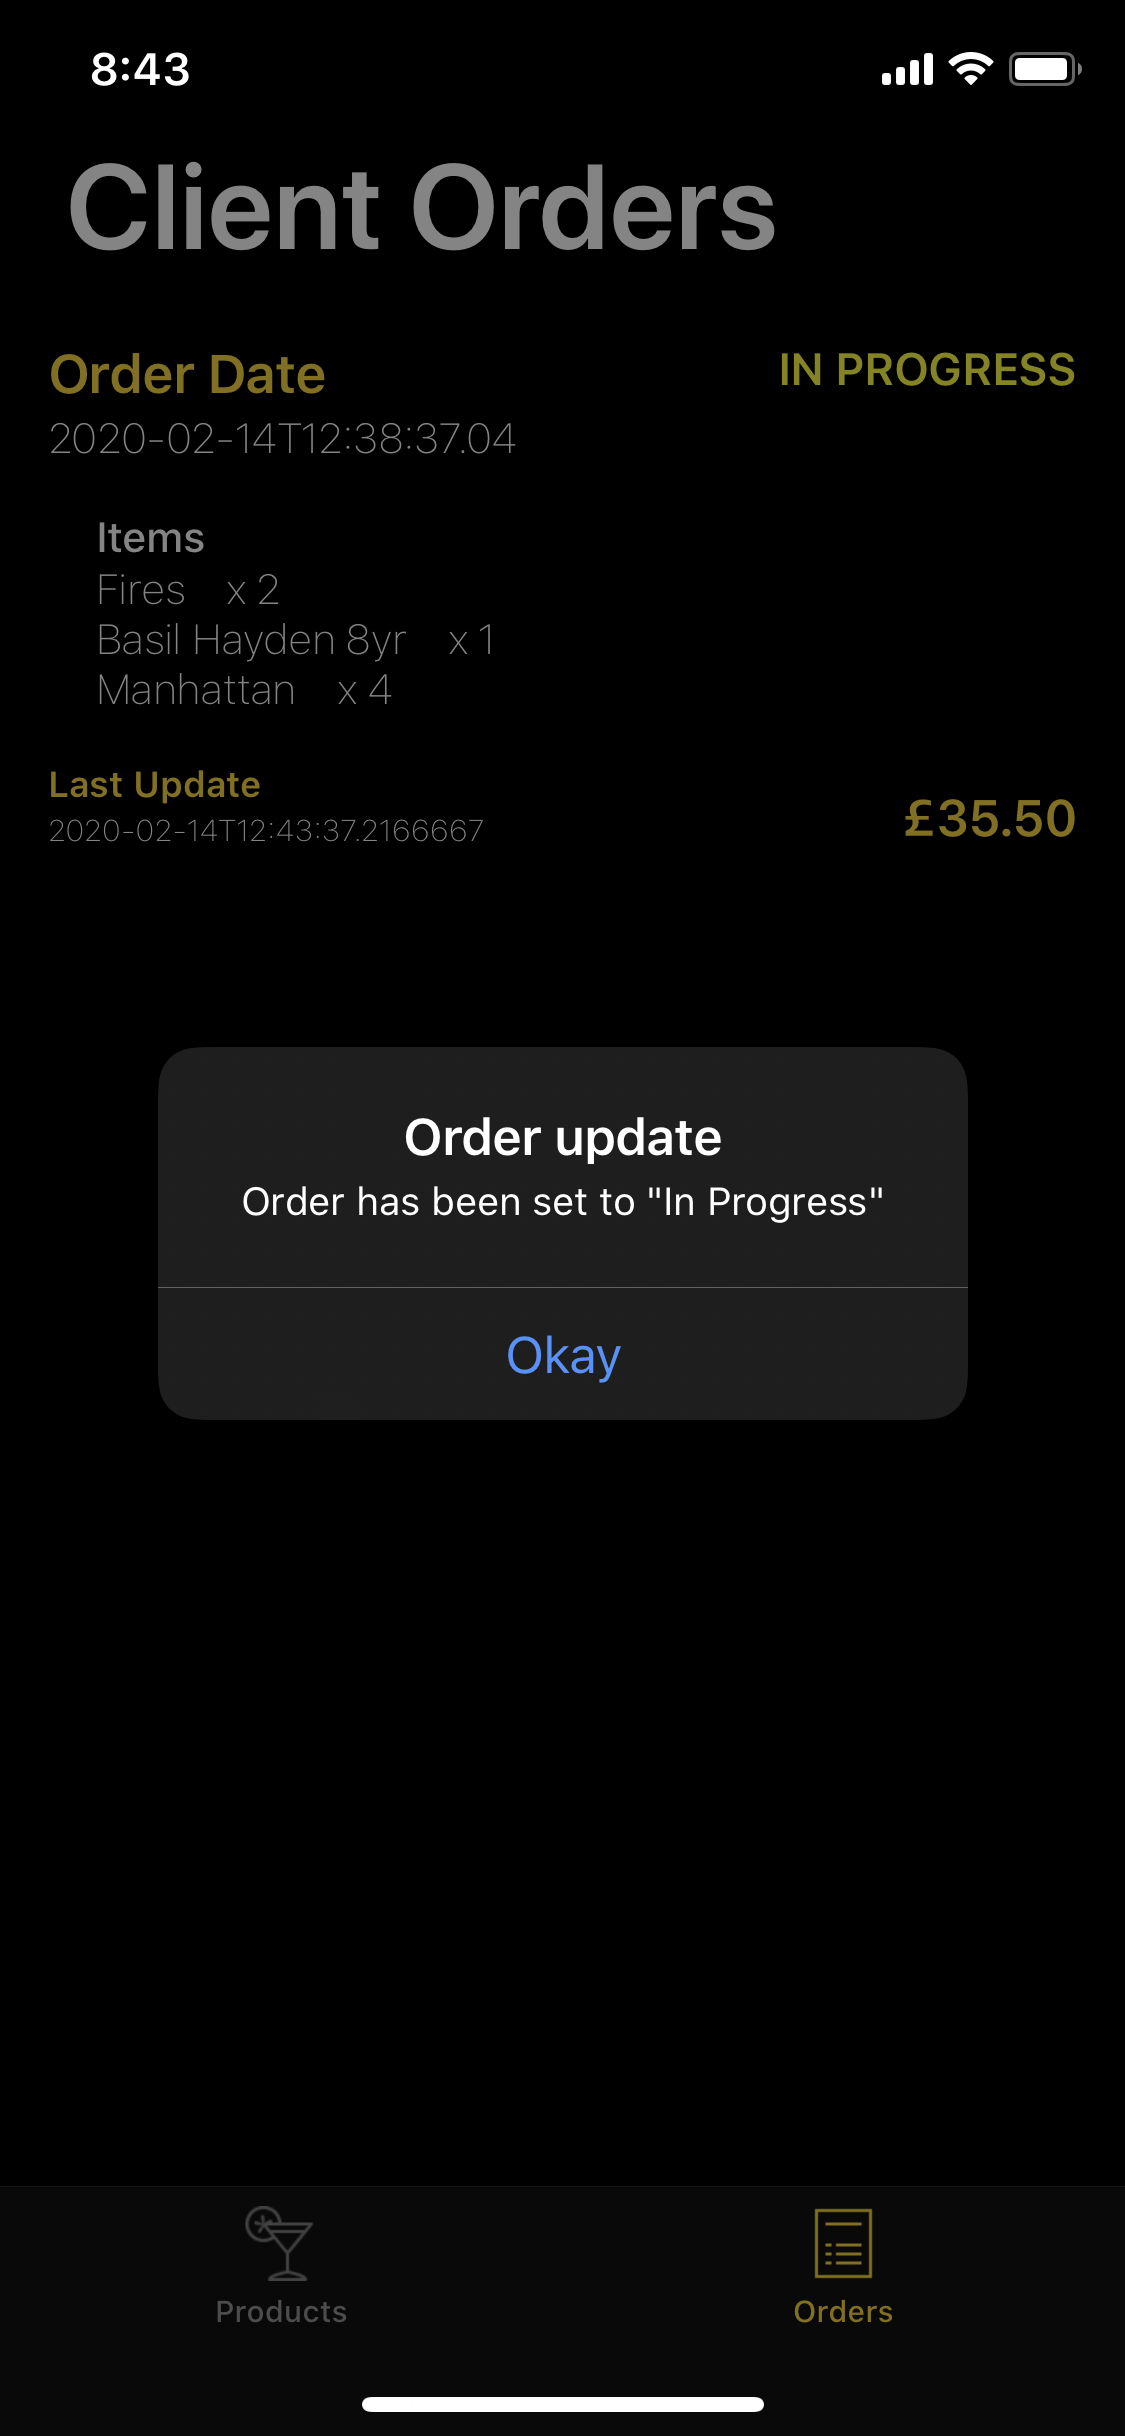 8:43
Client Orders
Order Date
IN PROGRESS
2020-02-14T12:38:37.04
Items
Fires x 2
Basil Hayden 8yr x 1
Manhattan x 4
Last Update
2020-02-14T12:43:37.2166667
£35.50
Order update
Order has been set to "In Progress"
Okay
Products
Orders